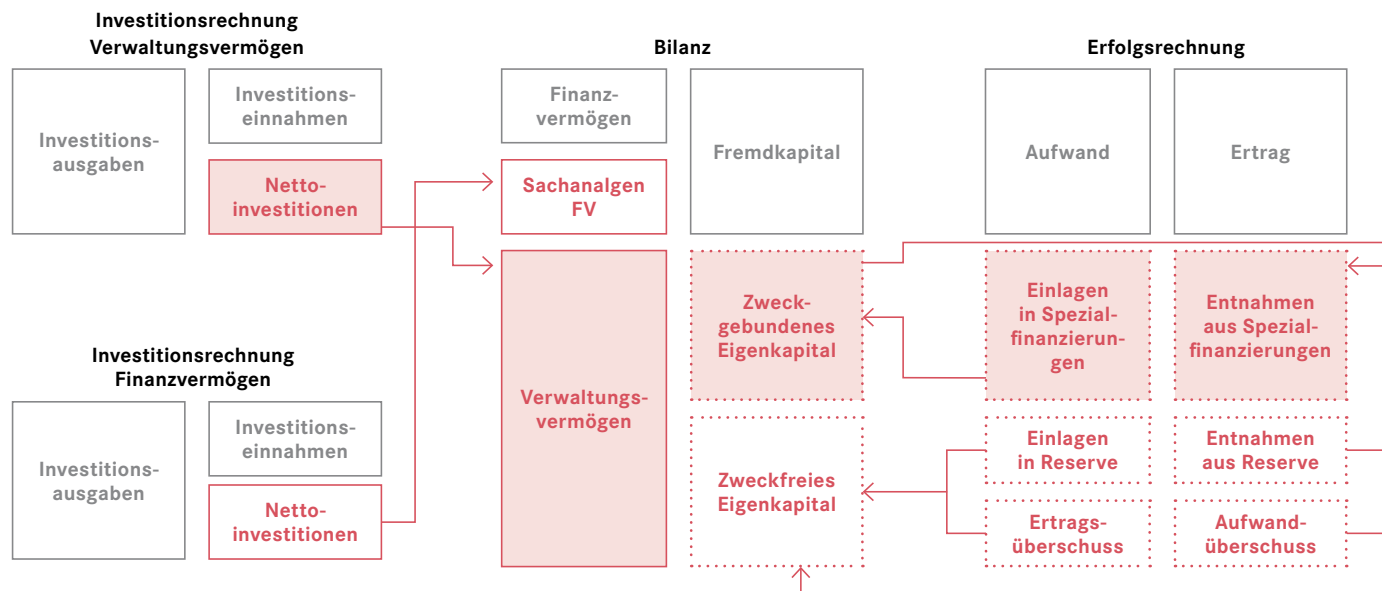 Investitionsrechnung
Verwaltungsvermögen
Investitions-
ausgaben
Investitions-
einnahmen
Netto-
investitionen
Investitionsrechnung
Finanzvermögen
Investitions-
ausgaben
Investitions-
einnahmen
Netto-
investitionen
Bilanz
Finanz-
vermögen
Sachanalgen
FV
Verwaltungs-
vermögen
Fremdkapital
Zweck-
gebundenes
Eigenkapital
Zweckfreies
Eigenkapital
Erfolgsrechnung
Aufwand
Einlagen
in Spezial-
finanzierun-
gen
Einlagen
in Reserve
Ertrags-
überschuss
Ertrag
Entnahmen
aus Spezial-
finanzierungen
Entnahmen
aus Reserve
Aufwand-
überschuss